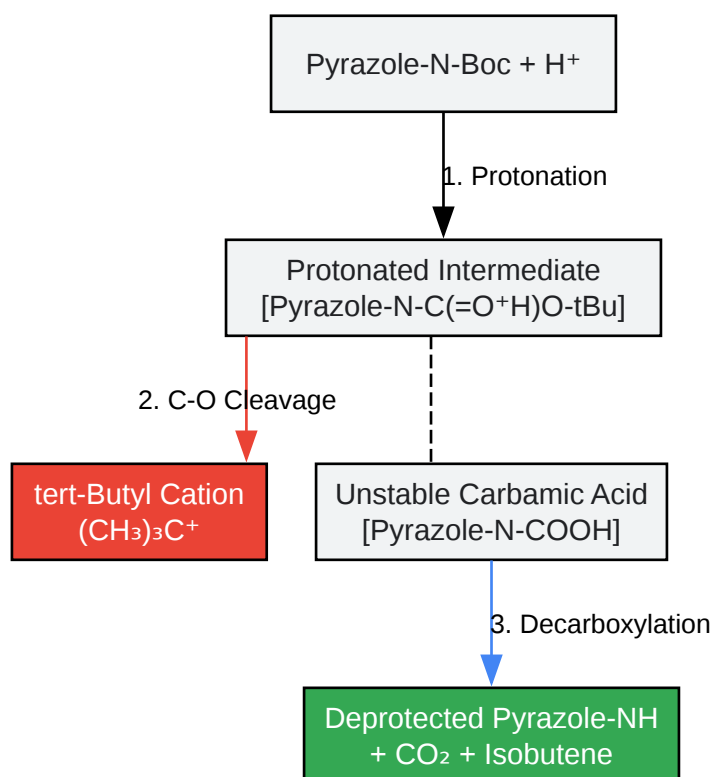 Pyrazole-N-Boc + H⁺
1. Protonation
Protonated Intermediate
[Pyrazole-N-C(=O⁺H)O-tBu]
2. C-O Cleavage
tert-Butyl Cation
(CH₃)₃C⁺
Unstable Carbamic Acid
[Pyrazole-N-COOH]
3. Decarboxylation
Deprotected Pyrazole-NH
+ CO₂ + Isobutene